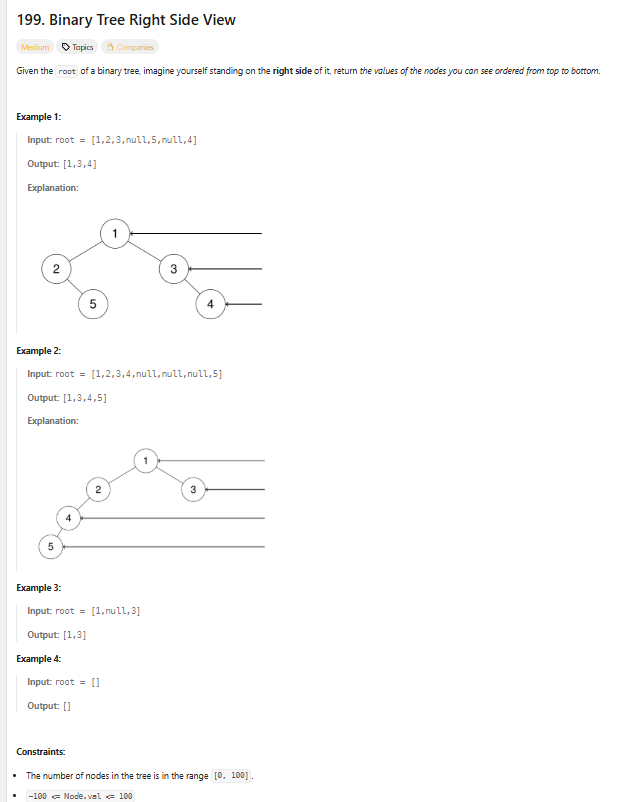 199. Binary Tree Right Side View
Medium Topics Companies
Given the root of a binary tree, imagine yourself standing on the right side of it, return the values of the nodes you can see ordered from top to bottom.
Example 1:
Input: root = [1,2,3,null,5,null,4]
Output: [1,3,4]
Explanation:
1
2 3
5 4
Example 2:
Input: root = [1,2,3,4,null,null,null,5]
Output: [1,3,4,5]
Explanation:
1
2 3
4
5
Example 3:
Input: root = [1,null,3]
Output: [1,3]
Example 4:
Input: root = []
Output: []
Constraints:
• The number of nodes in the tree is in the range [0, 100].
• -100 <= Node.val <= 100